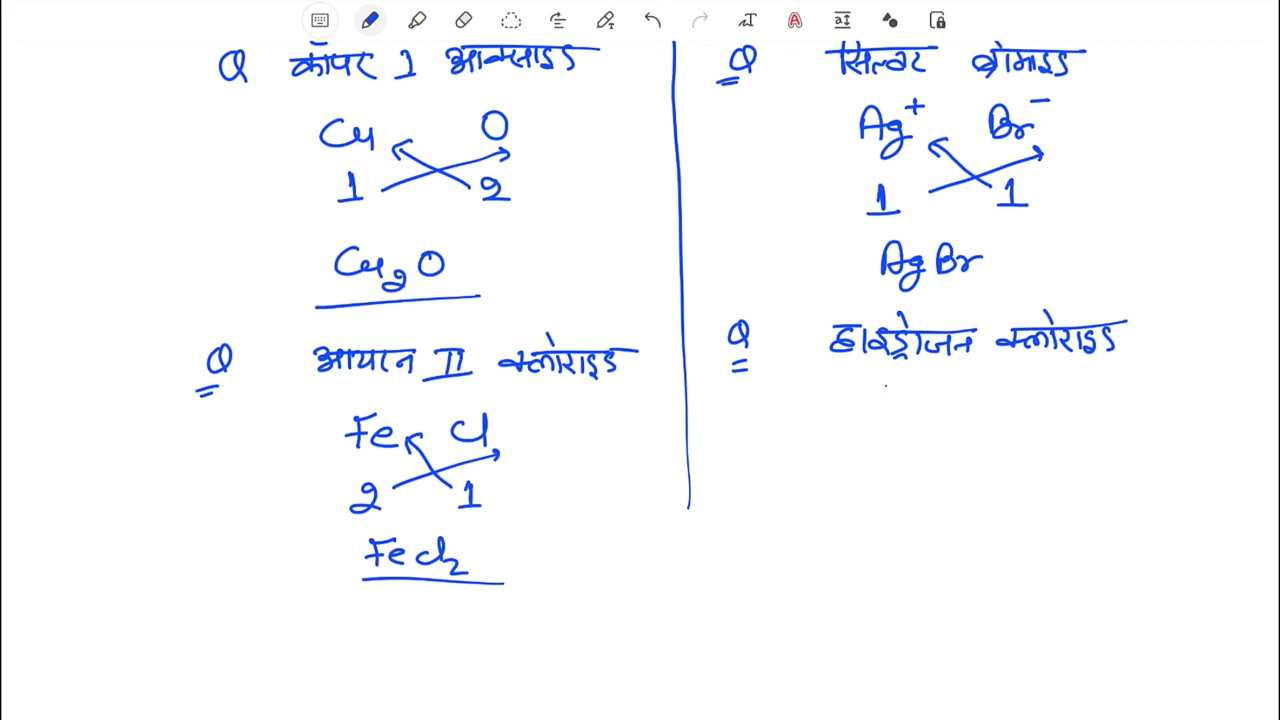 Q कॉपर 1 ऑक्साइड
Cu O
1 2
Cu₂O
Q आयरन II क्लोराइड
Fe Cl
2 1
FeCl₂
Q सिल्वर ब्रोमाइड
Ag⁺ Br⁻
1 1
AgBr
Q हाइड्रोजन क्लोराइड